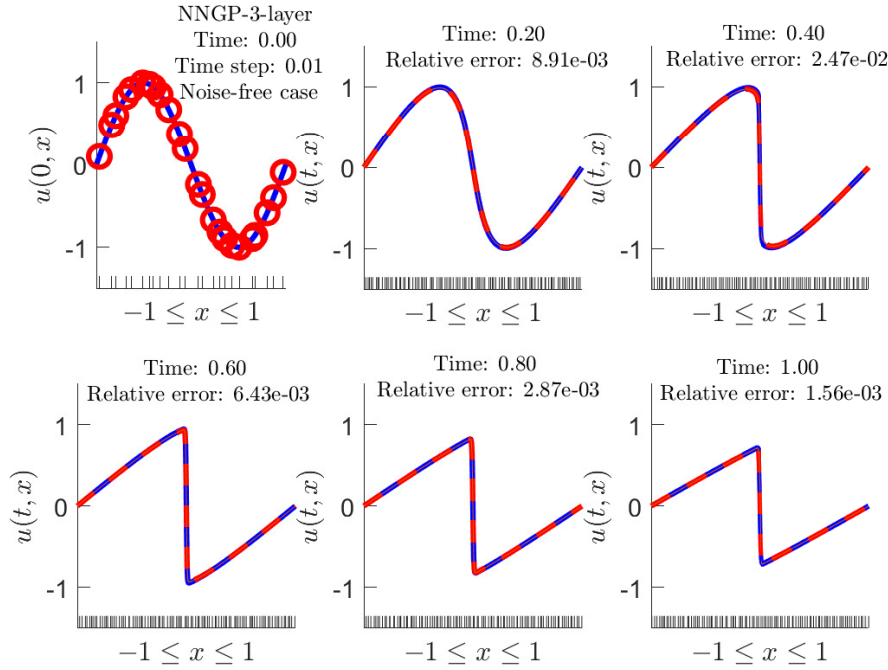 NNGP-3-layer
Time: 0.00
Time step: 0.01
Noise-free case
1
0
-1
u(0, x)
−1 ≤ x ≤ 1
Time: 0.20
Relative error: 8.91e-03
1
0
-1
u(t, x)
−1 ≤ x ≤ 1
Time: 0.40
Relative error: 2.47e-02
1
0
-1
u(t, x)
−1 ≤ x ≤ 1
Time: 0.60
Relative error: 6.43e-03
1
0
-1
u(t, x)
−1 ≤ x ≤ 1
Time: 0.80
Relative error: 2.87e-03
1
0
-1
u(t, x)
−1 ≤ x ≤ 1
Time: 1.00
Relative error: 1.56e-03
1
0
-1
u(t, x)
−1 ≤ x ≤ 1